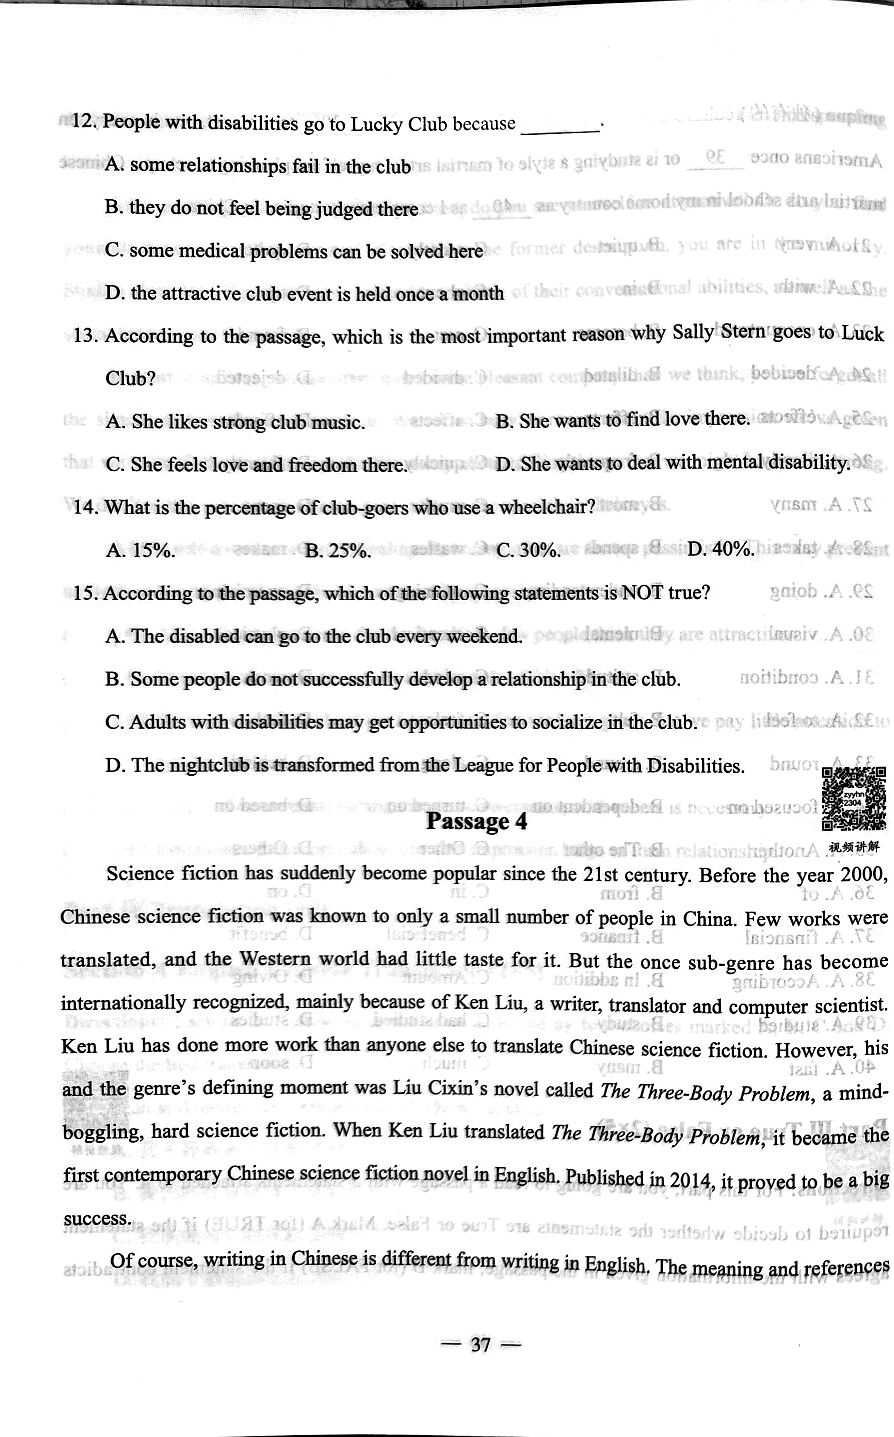 12. People with disabilities go to Lucky Club because ________.
A. some relationships fail in the club
B. they do not feel being judged there
C. some medical problems can be solved here
D. the attractive club event is held once a month
13. According to the passage, which is the most important reason why Sally Stern goes to Luck
Club?
A. She likes strong club music. B. She wants to find love there.
C. She feels love and freedom there. D. She wants to deal with mental disability.
14. What is the percentage of club-goers who use a wheelchair?
A. 15%. B. 25%. C. 30%. D. 40%.
15. According to the passage, which of the following statements is NOT true?
A. The disabled can go to the club every weekend.
B. Some people do not successfully develop a relationship in the club.
C. Adults with disabilities may get opportunities to socialize in the club.
D. The nightclub is transformed from the League for People with Disabilities.
zyyhn
2304
Passage 4
视频讲解
Science fiction has suddenly become popular since the 21st century. Before the year 2000,
Chinese science fiction was known to only a small number of people in China. Few works were
translated, and the Western world had little taste for it. But the once sub-genre has become
internationally recognized, mainly because of Ken Liu, a writer, translator and computer scientist.
Ken Liu has done more work than anyone else to translate Chinese science fiction. However, his
and the genre's defining moment was Liu Cixin's novel called The Three-Body Problem, a mind-
boggling, hard science fiction. When Ken Liu translated The Three-Body Problem, it became the
first contemporary Chinese science fiction novel in English. Published in 2014, it proved to be a big
success.
Of course, writing in Chinese is different from writing in English. The meaning and references
— 37 —